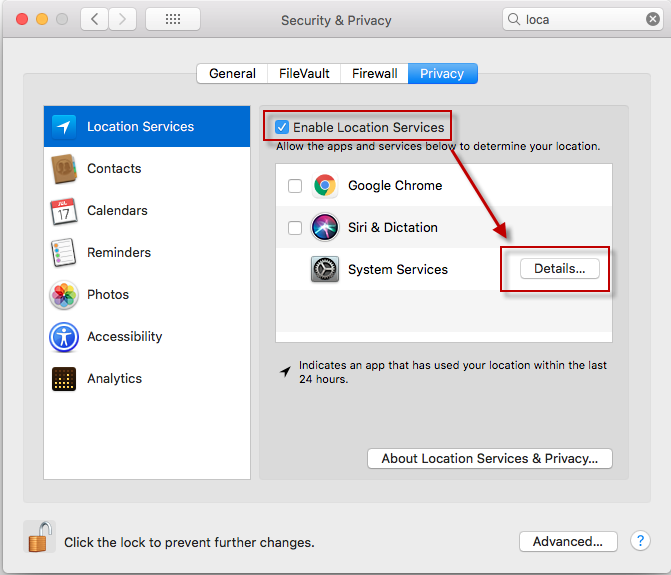 Security & Privacy
loca
General
FileVault
Firewall
Privacy
Location Services
Contacts
JUL
17
Calendars
Reminders
Photos
Accessibility
Analytics
Enable Location Services
Allow the apps and services below to determine your location.
Google Chrome
Siri & Dictation
System Services
Details...
Indicates an app that has used your location within the last
24 hours.
About Location Services & Privacy...
Click the lock to prevent further changes.
Advanced...
?